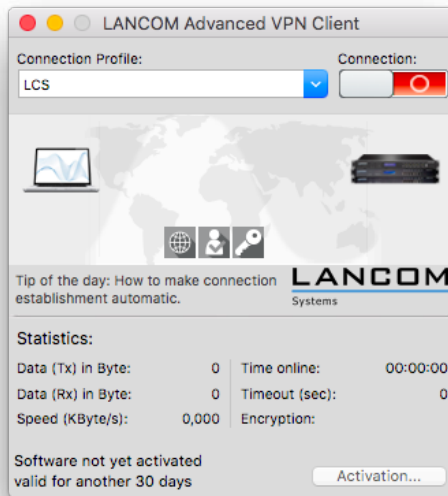 LANCOM Advanced VPN Client
Connection Profile:
Connection:
LCS
Tip of the day: How to make connection
establishment automatic.
LANCOM
Systems
Statistics:
Data (Tx) in Byte: 0 Time online: 00:00:00
Data (Rx) in Byte: 0 Timeout (sec): 0
Speed (KByte/s): 0,000 Encryption:
Software not yet activated
valid for another 30 days
Activation...